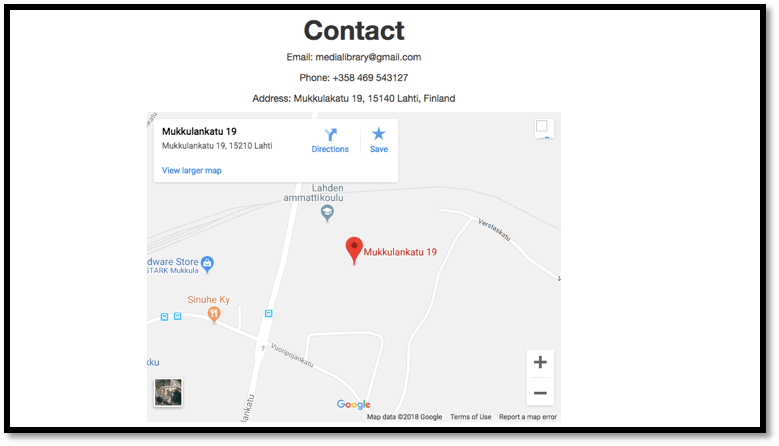 Contact
Email: medialibrary@gmail.com
Phone: +358 469 543127
Address: Mukkulakatu 19, 15140 Lahti, Finland
Mukkulankatu 19
Mukkulankatu 19, 15210 Lahti
Directions
Save
View larger map
Lahden
ammattikoulu
Verstaskatu
Mukkulankatu 19
dware Store
STARK Mukkula
Sinuhe Ky
Vuoripojankatu
kku
lankatu
Google
Map data ©2018 Google
Terms of Use
Report a map error